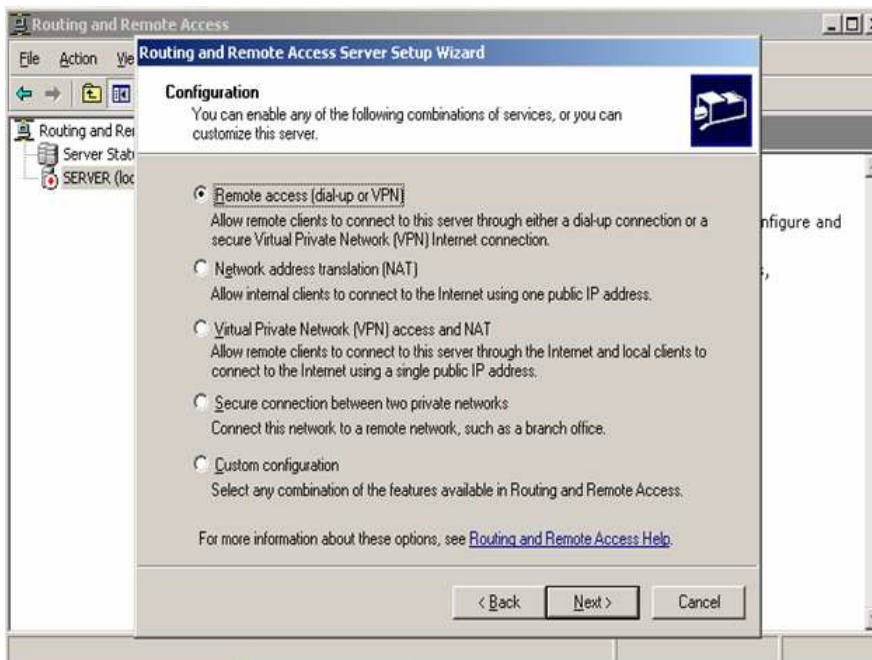 Routing and Remote Access
File Action Vie
Routing and Remote Access Server Setup Wizard
Configuration
You can enable any of the following combinations of services, or you can
customize this server.
Routing and Re
Server Stat
SERVER (loc
Remote access (dial-up or VPN)
Allow remote clients to connect to this server through either a dial-up connection or a
secure Virtual Private Network (VPN) Internet connection.
nfigure and
Network address translation (NAT)
Allow internal clients to connect to the Internet using one public IP address.
Virtual Private Network (VPN) access and NAT
Allow remote clients to connect to this server through the Internet and local clients to
connect to the Internet using a single public IP address.
Secure connection between two private networks
Connect this network to a remote network, such as a branch office.
Custom configuration
Select any combination of the features available in Routing and Remote Access.
For more information about these options, see Routing and Remote Access Help.
< Back
Next >
Cancel